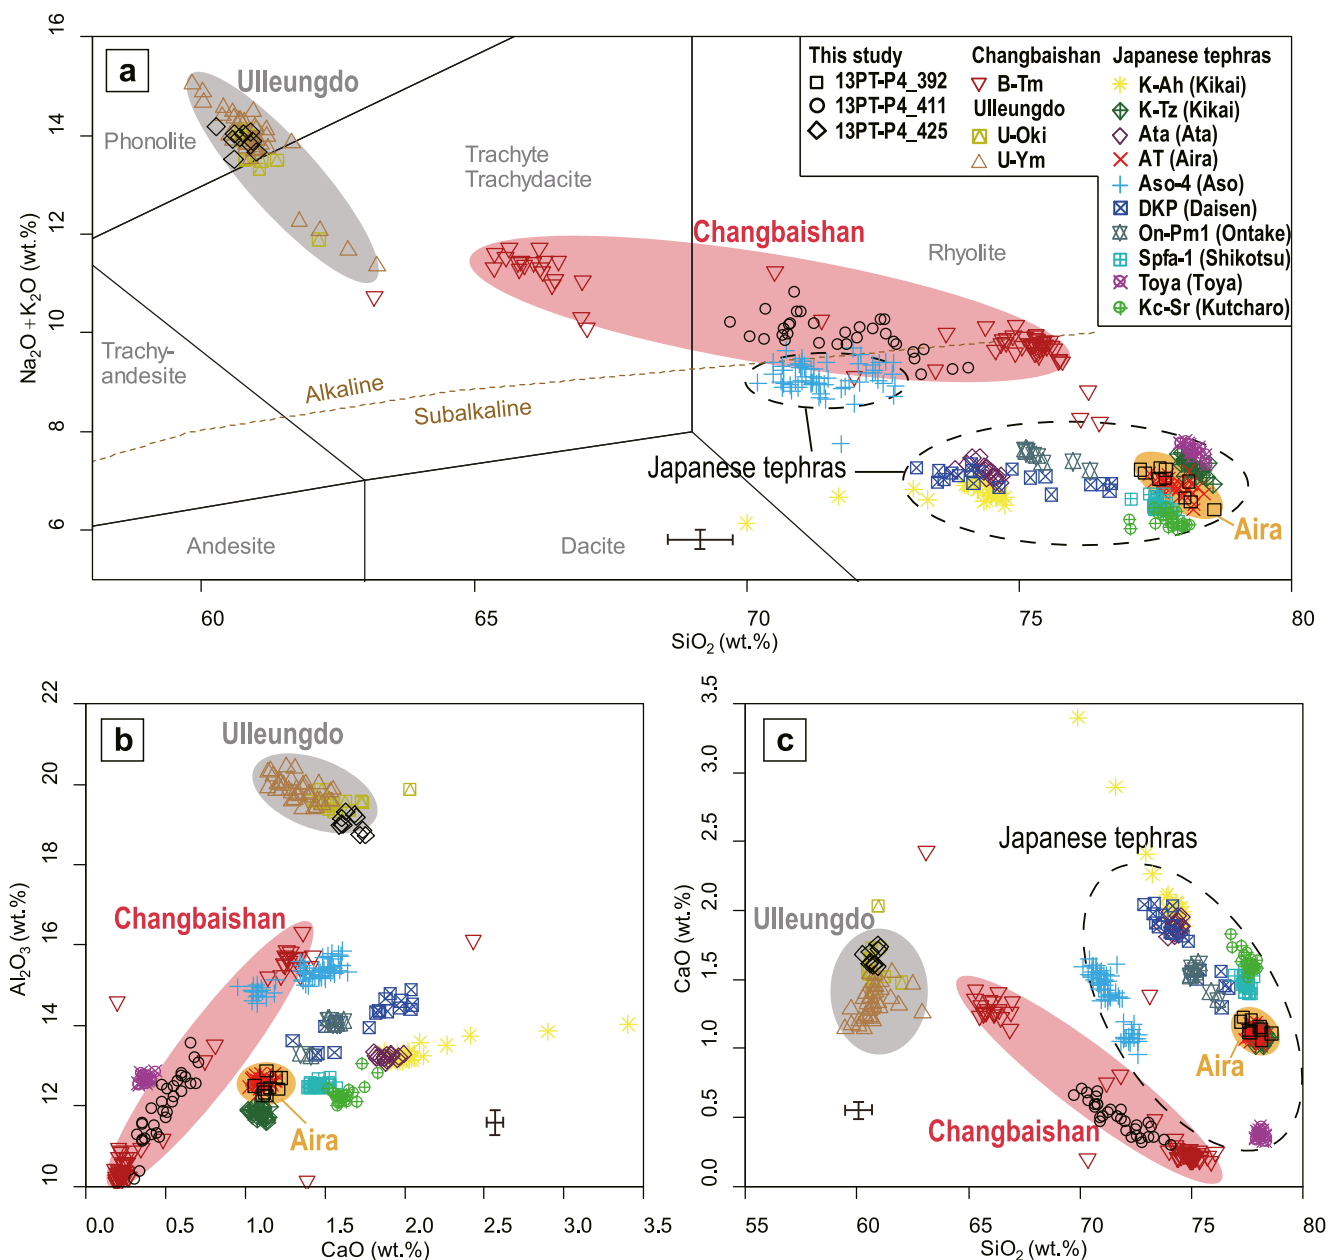 a
16
14
12
10
8
6
Na2O+K2O (wt.%)
Ulleungdo
Phonolite
Trachyte
Trachydacite
Changbaishan
Rhyolite
Trachy-
andesite
Alkaline
Subalkaline
Japanese tephras
Aira
Andesite
Dacite
60
65
70
75
80
SiO2 (wt.%)
This study
13PT-P4_392
13PT-P4_411
13PT-P4_425
Changbaishan
B-Tm
Ulleungdo
U-Oki
U-Ym
Japanese tephras
K-Ah (Kikai)
K-Tz (Kikai)
Ata (Ata)
AT (Aira)
Aso-4 (Aso)
DKP (Daisen)
On-Pm1 (Ontake)
Spfa-1 (Shikotsu)
Toya (Toya)
Kc-Sr (Kutcharo)
b
22
20
18
16
14
12
10
Al2O3 (wt.%)
Ulleungdo
Changbaishan
Aira
0.0
0.5
1.0
1.5
2.0
2.5
3.0
3.5
CaO (wt.%)
c
3.5
3.0
2.5
2.0
1.5
1.0
0.5
0.0
CaO (wt.%)
Japanese tephras
Ulleungdo
Aira
Changbaishan
55
60
65
70
75
80
SiO2 (wt.%)